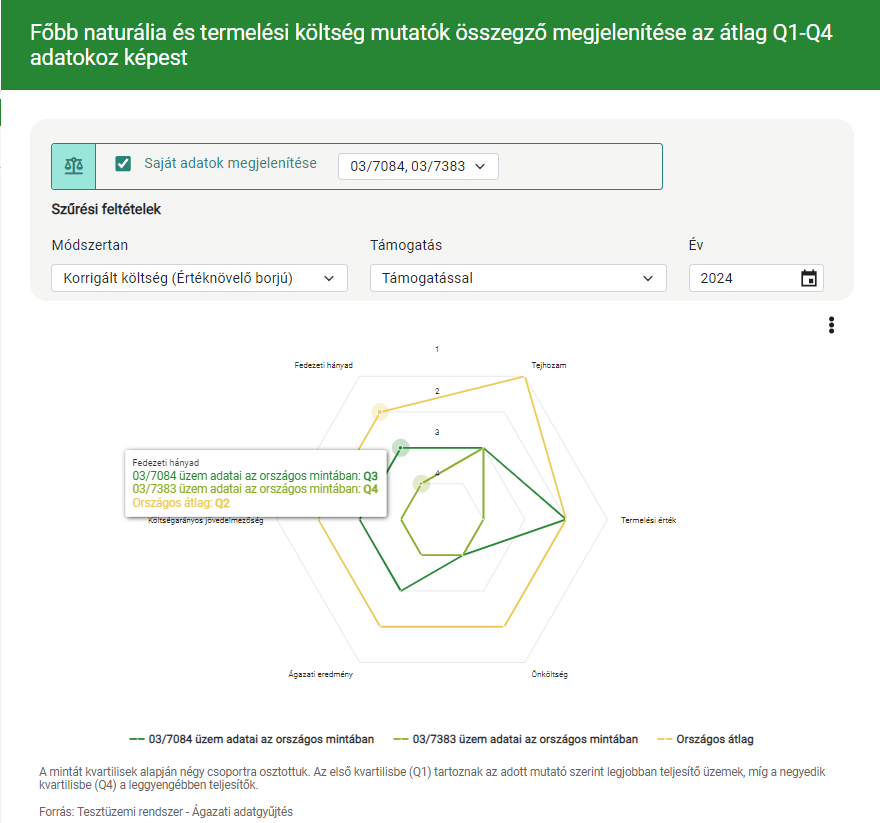 Főbb naturália és termelési költség mutatók összegző megjelenítése az átlag Q1-Q4
adatokoz képest
Saját adatok megjelenítése
03/7084, 03/7383
Szűrési feltételek
Módszertan
Támogatás
Év
Korrigált költség (Értéknövelő borjú)
Támogatással
2024
1
Fedezeti hányad
Tejhozam
2
3
4
Fedezeti hányad
03/7084 üzem adatai az országos mintában: Q3
03/7383 üzem adatai az országos mintában: Q4
Országos átlag: Q2
Költségarányos jövedelmezőség
Termelési érték
Ágazati eredmény
Önköltség
03/7084 üzem adatai az országos mintában
03/7383 üzem adatai az országos mintában
Országos átlag
A mintát kvartilisek alapján négy csoportra osztottuk. Az első kvartilisbe (Q1) tartoznak az adott mutató szerint legjobban teljesítő üzemek, míg a negyedik
kvartilisbe (Q4) a leggyengébben teljesítők.
Forrás: Tesztüzemi rendszer - Ágazati adatgyűjtés